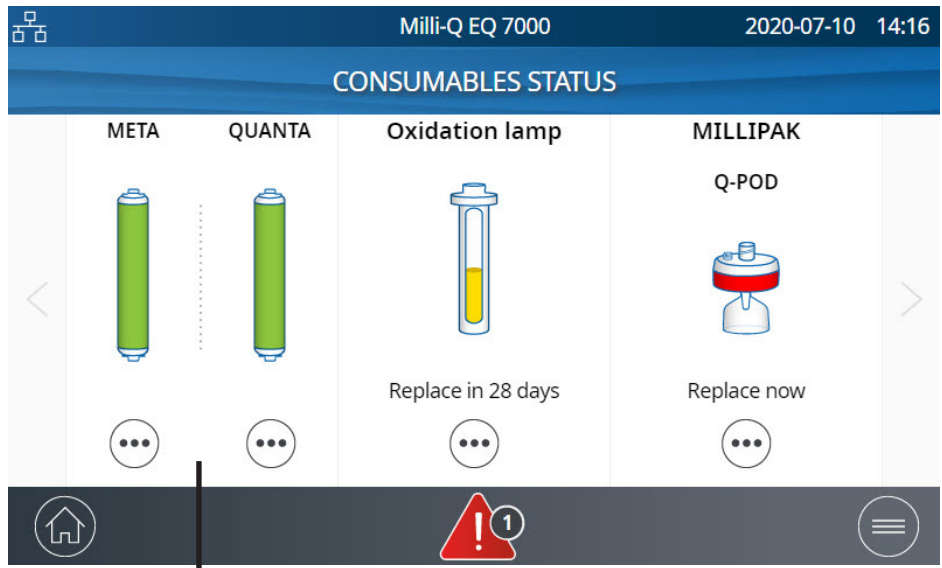 Milli-Q EQ 7000 2020-07-10 14:16
CONSUMABLES STATUS
META QUANTA Oxidation lamp MILLIPAK
Q-POD
Replace in 28 days Replace now
1